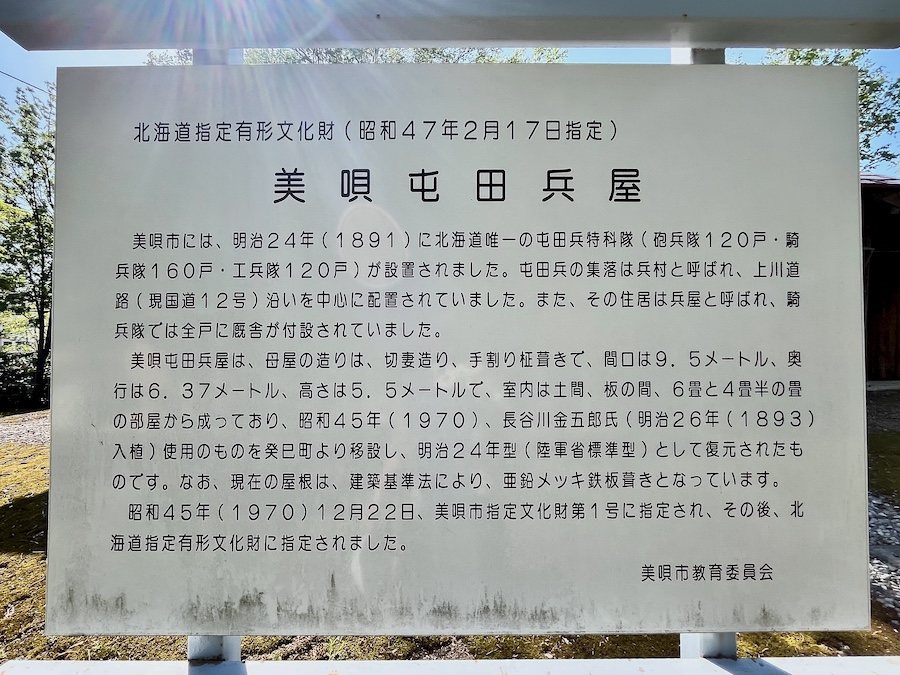 北海道指定有形文化財(昭和47年2月17日指定)
美唄屯田兵屋
美唄市には、明治24年(1891)に北海道唯一の屯田兵特科隊(砲兵隊120戸・騎
兵隊160戸・工兵隊120戸)が設置されました。屯田兵の集落は兵村と呼ばれ、上川道
路(現国道12号)沿いを中心に配置されていました。また、その住居は兵屋と呼ばれ、騎
兵隊では全戸に厩舎が付設されていました。
美唄屯田兵屋は、母屋の造りは、切妻造り、手割り柾葺きで、間口は9.5メートル、奥
行は6.37メートル、高さは5.5メートルで、室内は土間、板の間、6畳と4畳半の畳
の部屋から成っており、昭和45年(1970)、長谷川金五郎氏(明治26年(1893)
入植)使用のものを癸巳町より移設し、明治24年型(陸軍省標準型)として復元されたも
のです。なお、現在の屋根は、建築基準法により、亜鉛メッキ鉄板葺きとなっています。
昭和45年(1970)12月22日、美唄市指定文化財第1号に指定され、その後、北
海道指定有形文化財に指定されました。
美唄市教育委員会